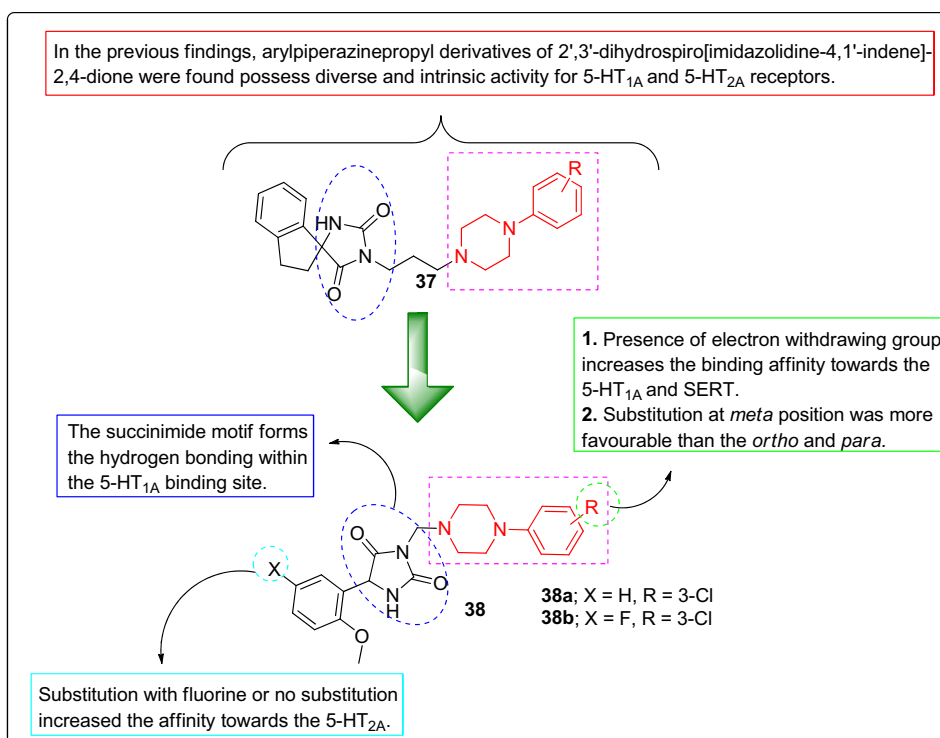 In the previous findings, arylpiperazinepropyl derivatives of 2',3'-dihydrospiro[imidazolidine-4,1'-indene]-
2,4-dione were found possess diverse and intrinsic activity for 5-HT1A and 5-HT2A receptors.
R
HN
O
N
N
N
O
37
1. Presence of electron withdrawing group
increases the binding affinity towards the
5-HT1A and SERT.
2. Substitution at meta position was more
favourable than the ortho and para.
The succinimide motif forms
the hydrogen bonding within
the 5-HT1A binding site.
R
N
N
O
N
X
O
N
H
O
38
38a; X = H, R = 3-Cl
38b; X = F, R = 3-Cl
Substitution with fluorine or no substitution
increased the affinity towards the 5-HT2A.